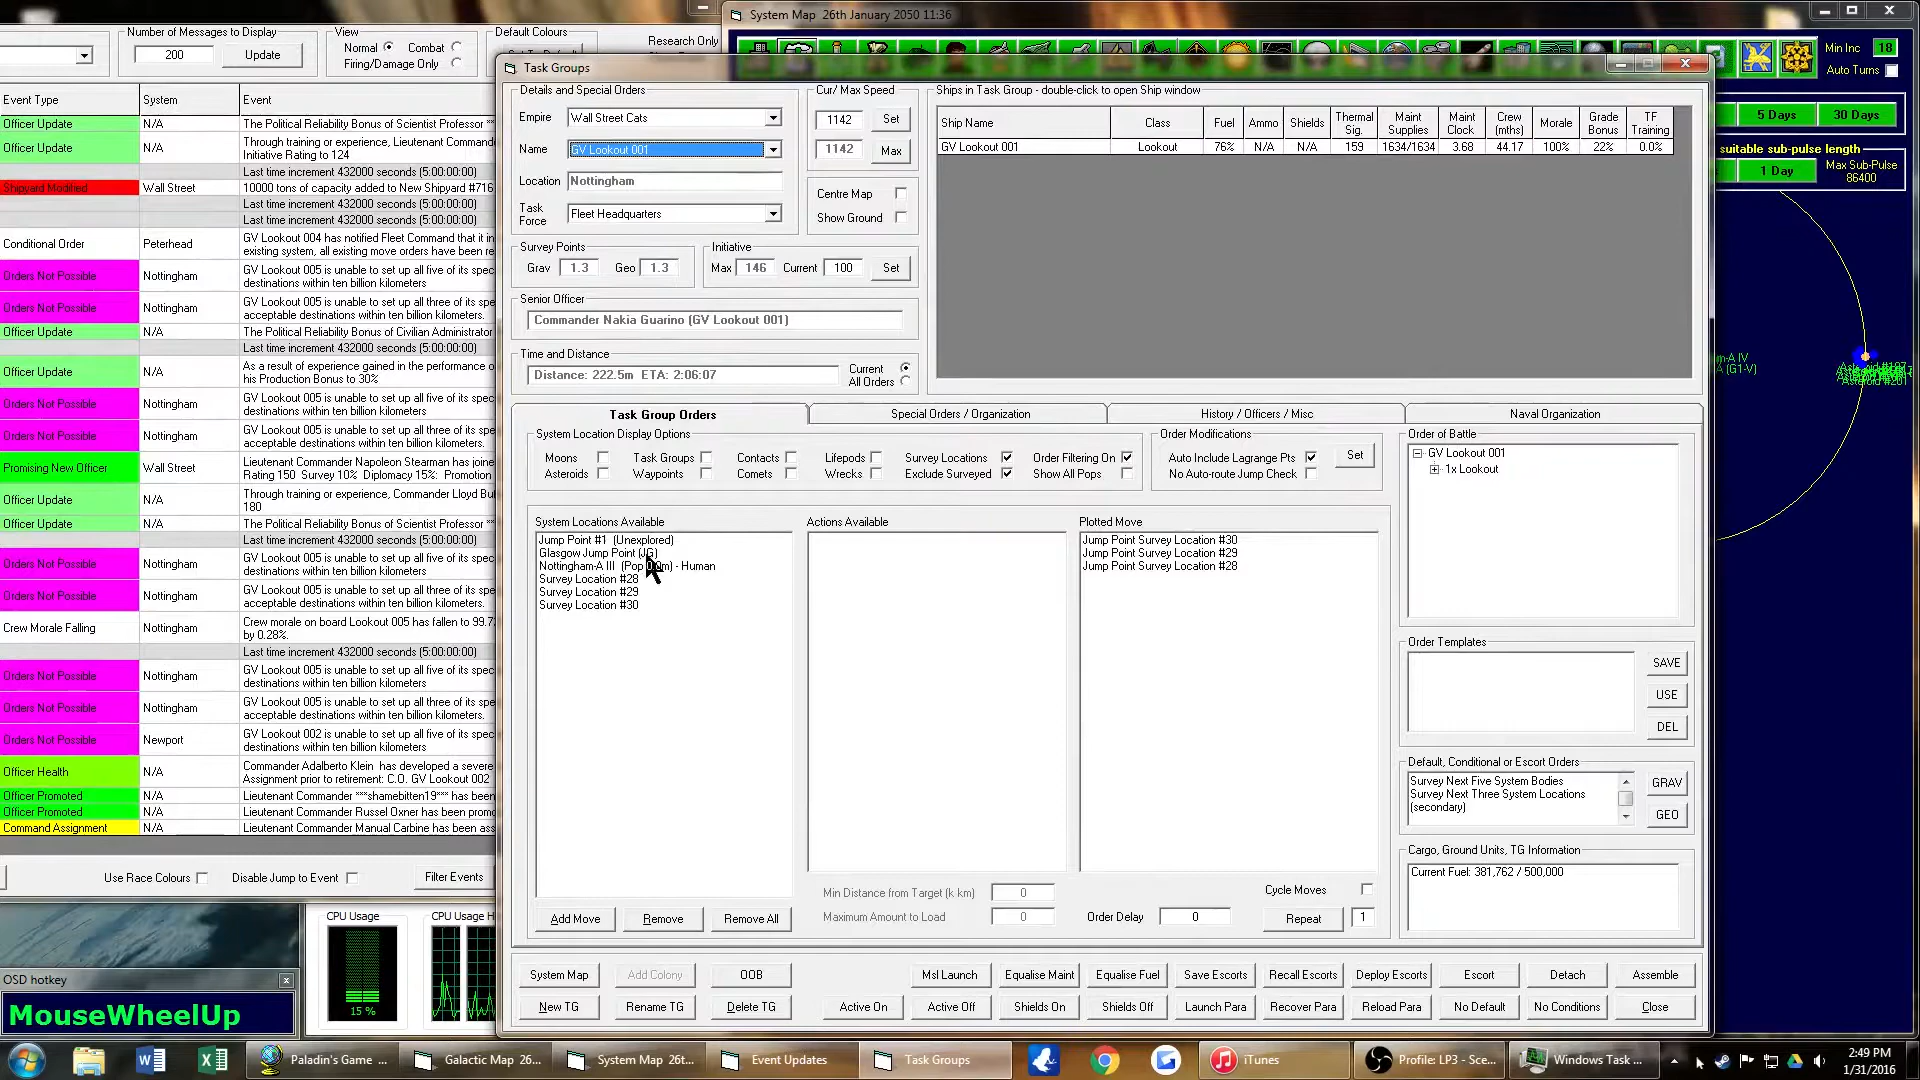 System Map 26th January 2050 11:36
Number of Messages to Display
200
Update
View
Normal
Combat
Firing/Damage Only
Default Colours
Research Only
Min Inc 18
Auto Turns
5 Days
30 Days
suitable sub-pulse length
1 Day
Max Sub-Pulse
86400
Event Type
System
Event
Officer Update N/A The Political Reliability Bonus of Scientist Professor **
Officer Update N/A Through training or experience, Lieutenant Comman
Initiative Rating to 124
Last time increment 432000 seconds (5:00:00:00)
Shipyard Modified Wall Street 10000 tons of capacity added to New Shipyard #716
Last time increment 432000 seconds (5:00:00:00)
Last time increment 432000 seconds (5:00:00:00)
Conditional Order Peterhead GV Lookout 004 has notified Fleet Command that it in
existing system, all existing move orders have been re
Orders Not Possible Nottingham GV Lookout 005 is unable to set up all five of its spec
destinations within ten billion kilometers
Orders Not Possible Nottingham GV Lookout 005 is unable to set up all three of its spe
acceptable destinations within ten billion kilometers.
Officer Update N/A The Political Reliability Bonus of Civilian Administrator
Last time increment 432000 seconds (5:00:00:00)
Officer Update N/A As a result of experience gained in the performance o
his Production Bonus to 30%
Orders Not Possible Nottingham GV Lookout 005 is unable to set up all five of its spec
destinations within ten billion kilometers
Orders Not Possible Nottingham GV Lookout 005 is unable to set up all three of its spe
acceptable destinations within ten billion kilometers.
Promising New Officer Wall Street Lieutenant Commander Napoleon Stearman has joine
Rating 150 Survey 10% Diplomacy 15%: Promotion
Officer Update N/A Through training or experience, Commander Lloyd Bu
180
Officer Update N/A The Political Reliability Bonus of Scientist Professor **
Last time increment 432000 seconds (5:00:00:00)
Orders Not Possible Nottingham GV Lookout 005 is unable to set up all five of its spec
destinations within ten billion kilometers
Orders Not Possible Nottingham GV Lookout 005 is unable to set up all three of its spe
acceptable destinations within ten billion kilometers.
Crew Morale Falling Nottingham Crew morale on board Lookout 005 has fallen to 99.7
by 0.28%.
Last time increment 432000 seconds (5:00:00:00)
Orders Not Possible Nottingham GV Lookout 005 is unable to set up all five of its spec
destinations within ten billion kilometers
Orders Not Possible Nottingham GV Lookout 005 is unable to set up all three of its spe
acceptable destinations within ten billion kilometers.
Orders Not Possible Newport GV Lookout 002 is unable to set up all five of its spec
destinations within ten billion kilometers
Officer Health N/A Commander Adalberto Klein has developed a severe
Assignment prior to retirement: C.O. GV Lookout 002
Officer Promoted N/A Lieutenant Commander ***shamebitten19*** has been
Officer Promoted N/A Lieutenant Commander Russel Oxner has been promo
Command Assignment N/A Lieutenant Commander Manual Carbine has been ass
Use Race Colours
Disable Jump to Event
Filter Events
CPU Usage
CPU Usage H
15 %
OSD hotkey
MouseWheelUp
Task Groups
Details and Special Orders
Empire Wall Street Cats
Name GV Lookout 001
Location Nottingham
Task
Force Fleet Headquarters
Cur/ Max Speed
1142 Set
1142 Max
Centre Map
Show Ground
Survey Points
Grav 1.3 Geo 1.3
Initiative
Max 146 Current 100 Set
Senior Officer
Commander Nakia Guarino (GV Lookout 001)
Time and Distance
Distance: 222.5m ETA: 2:06:07
Current
All Orders
Ships in Task Group - double-click to open Ship window
Ship Name Class Fuel Ammo Shields Thermal Sig. Maint Supplies Maint Clock Crew (mths) Morale Grade Bonus TF Training
GV Lookout 001 Lookout 76% N/A N/A 159 1634/1634 3.68 44.17 100% 22% 0.0%
Task Group Orders
Special Orders / Organization
History / Officers / Misc
Naval Organization
System Location Display Options
Moons Task Groups Contacts Lifepods Survey Locations Order Filtering On
Asteroids Waypoints Comets Wrecks Exclude Surveyed Show All Pops
Order Modifications
Auto Include Lagrange Pts
No Auto-route Jump Check
Set
Order of Battle
GV Lookout 001
1x Lookout
System Locations Available
Jump Point #1 (Unexplored)
Glasgow Jump Point (JG)
Nottingham-A III (Pop m) - Human
Survey Location #28
Survey Location #29
Survey Location #30
Actions Available
Plotted Move
Jump Point Survey Location #30
Jump Point Survey Location #29
Jump Point Survey Location #28
Order Templates
SAVE
USE
DEL
Default, Conditional or Escort Orders
Survey Next Five System Bodies
Survey Next Three System Locations
(secondary)
GRAV
GEO
Cargo, Ground Units, TG Information
Current Fuel: 381,762 / 500,000
Min Distance from Target (k km) 0
Maximum Amount to Load 0
Order Delay 0
Cycle Moves
Repeat 1
Add Move
Remove
Remove All
System Map Add Colony OOB Msl Launch Equalise Maint Equalise Fuel Save Escorts Recall Escorts Deploy Escorts Escort Detach Assemble
New TG Rename TG Delete TG Active On Active Off Shields On Shields Off Launch Para Recover Para Reload Para No Default No Conditions Close
m-A IV
A (G1-V)
Asteroid #201
Paladin's Game ...
Galactic Map 26...
System Map 26t...
Event Updates
Task Groups
iTunes
Profile: LP3 - Sce...
Windows Task ...
2:49 PM
1/31/2016